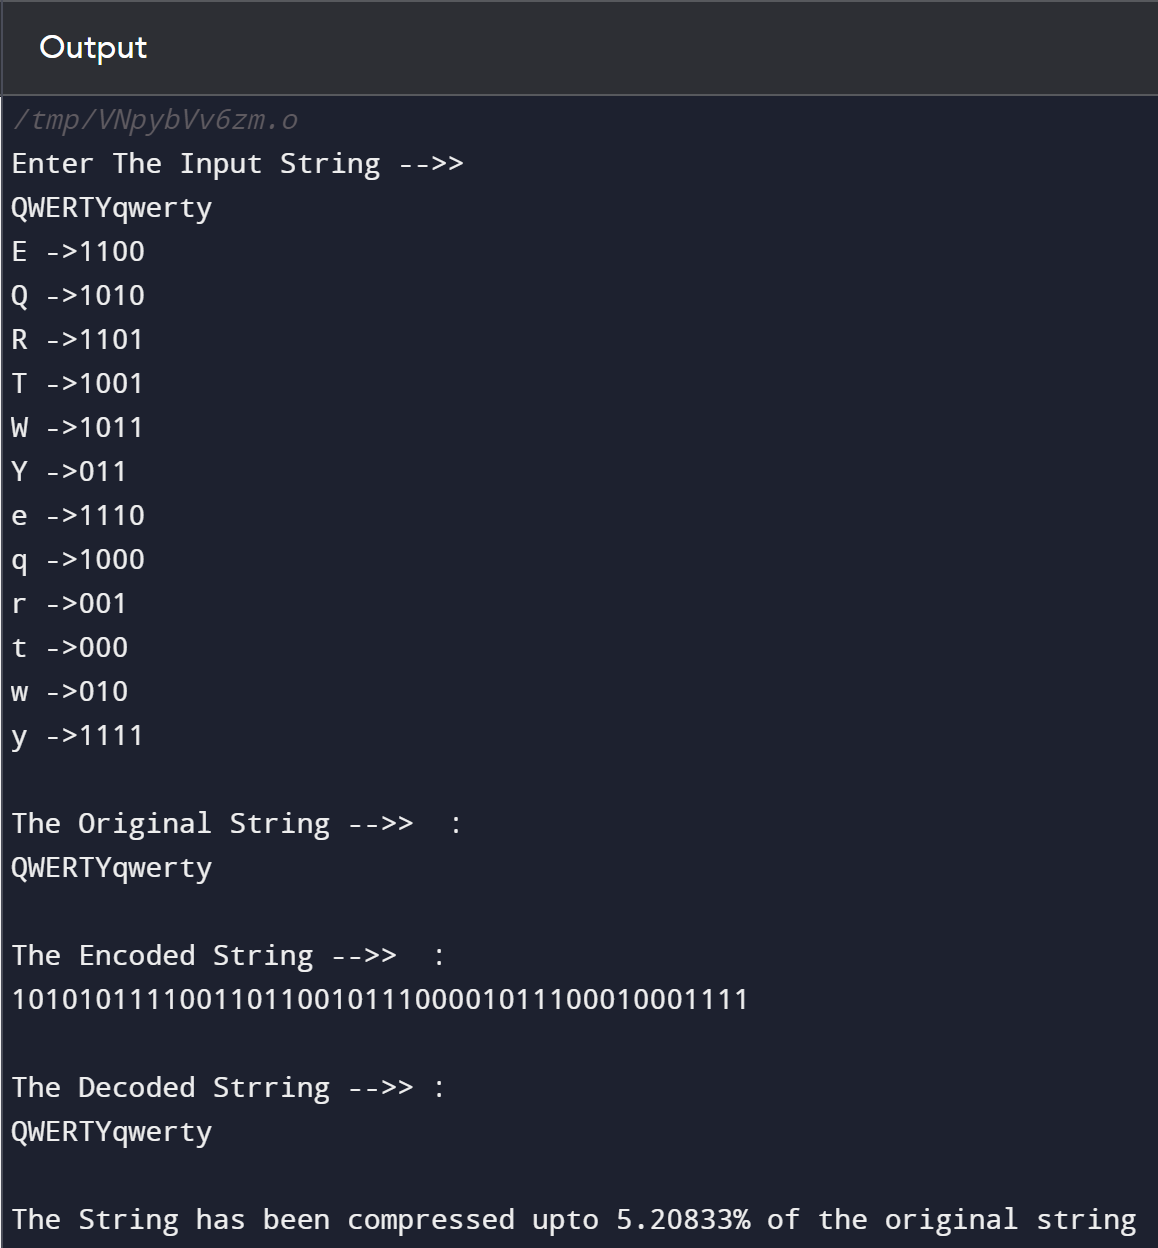 Output
/tmp/VNpybVv6zm.o
Enter The Input String -->>
QWERTYqwerty
E ->1100
Q ->1010
R ->1101
T ->1001
W ->1011
Y ->011
e ->1110
q ->1000
r ->001
t ->000
w ->010
y ->1111
The Original String -->>  :
QWERTYqwerty
The Encoded String -->>  :
10101011110011011001011100001011100010001111
The Decoded Strring -->> :
QWERTYqwerty
The String has been compressed upto 5.20833% of the original string